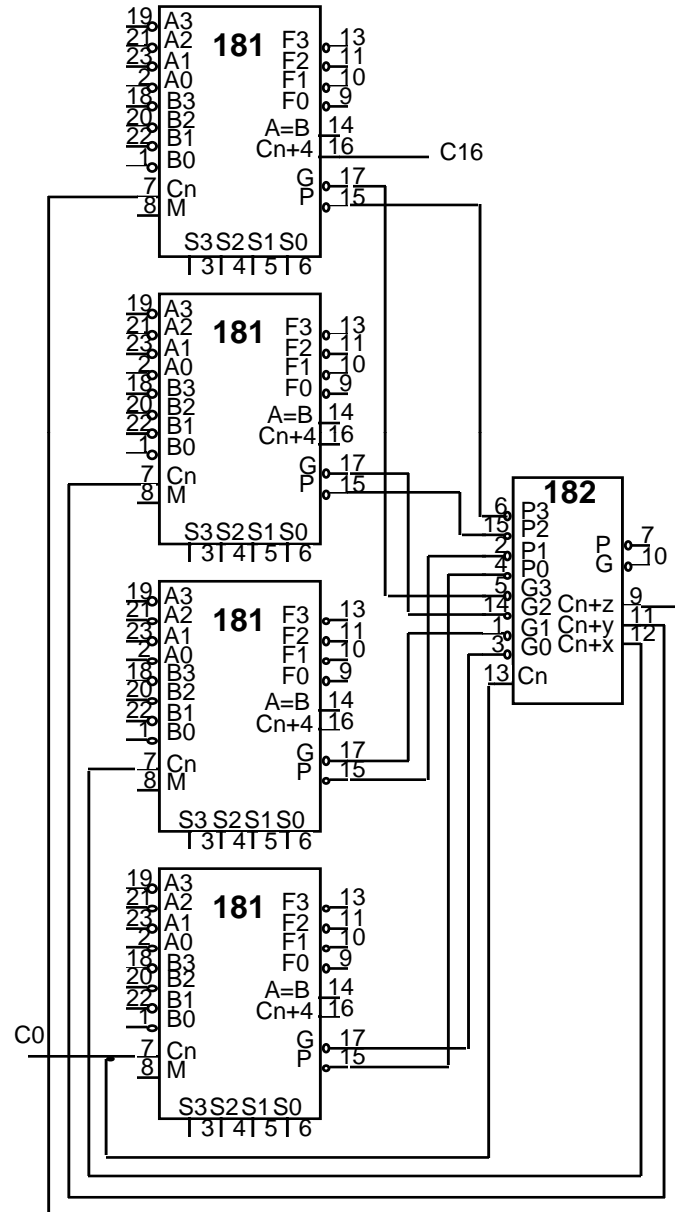 19 A3
21 A2
23 A1
2 A0
18 B3
20 B2
22 B1
1 B0
7 Cn
8 M
181
F3 13
F2 11
F1 10
F0 9
A=B 14
Cn+4 16
C16
G 17
P 15
S3 S2 S1 S0
3 4 5 6
19 A3
21 A2
23 A1
2 A0
18 B3
20 B2
22 B1
1 B0
7 Cn
8 M
181
F3 13
F2 11
F1 10
F0 9
A=B 14
Cn+4 16
G 17
P 15
S3 S2 S1 S0
3 4 5 6
182
6 P3
15 P2
2 P1
4 P0
5 G3
14 G2
1 G1
3 G0
13 Cn
P 7
G 10
Cn+z 9
Cn+y 11
Cn+x 12
19 A3
21 A2
23 A1
2 A0
18 B3
20 B2
22 B1
1 B0
7 Cn
8 M
181
F3 13
F2 11
F1 10
F0 9
A=B 14
Cn+4 16
G 17
P 15
S3 S2 S1 S0
3 4 5 6
19 A3
21 A2
23 A1
2 A0
18 B3
20 B2
22 B1
1 B0
C0
7 Cn
8 M
181
F3 13
F2 11
F1 10
F0 9
A=B 14
Cn+4 16
G 17
P 15
S3 S2 S1 S0
3 4 5 6